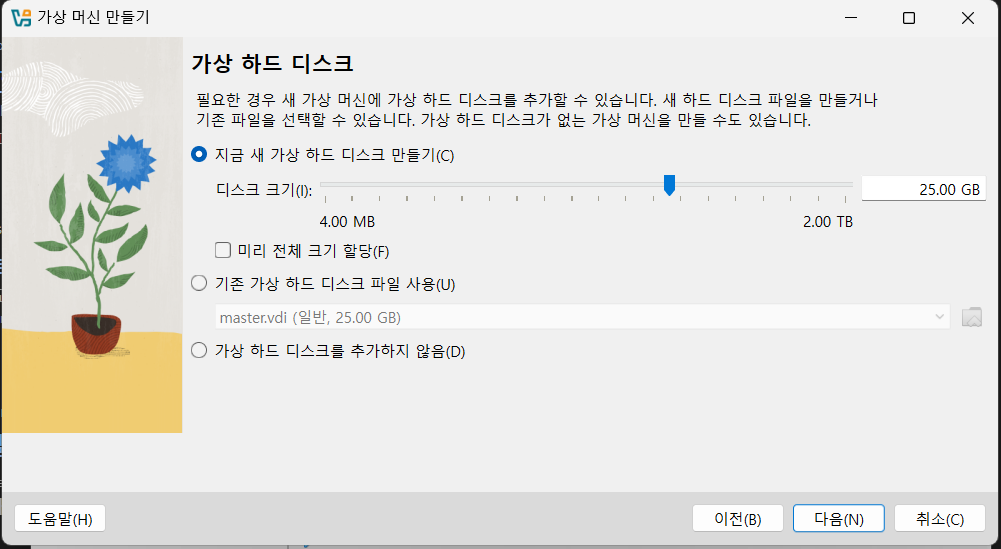 가상 머신 만들기
가상 하드 디스크
필요한 경우 새 가상 머신에 가상 하드 디스크를 추가할 수 있습니다. 새 하드 디스크 파일을 만들거나
기존 파일을 선택할 수 있습니다. 가상 하드 디스크가 없는 가상 머신을 만들 수도 있습니다.
지금 새 가상 하드 디스크 만들기(C)
디스크 크기(I): 25.00 GB
4.00 MB 2.00 TB
미리 전체 크기 할당(F)
기존 가상 하드 디스크 파일 사용(U)
master.vdi (일반, 25.00 GB)
가상 하드 디스크를 추가하지 않음(D)
도움말(H) 이전(B) 다음(N) 취소(C)